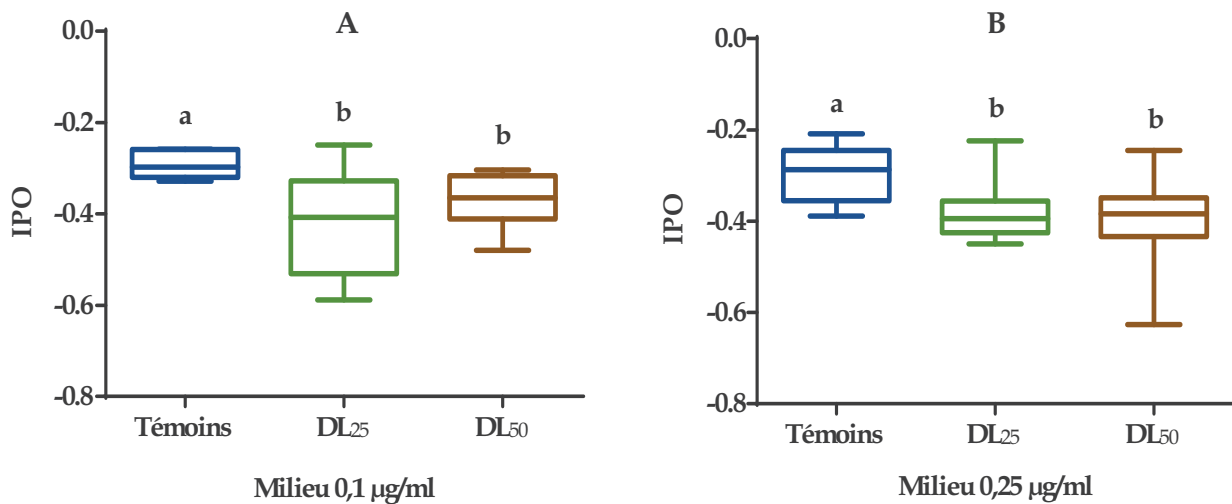 A
0.0
-0.2
-0.4
-0.6
-0.8
IPO
a
b
b
Témoins
DL25
DL50
Milieu 0,1 µg/ml
B
0.0
-0.2
-0.4
-0.6
-0.8
IPO
a
b
b
Témoins
DL25
DL50
Milieu 0,25 µg/ml